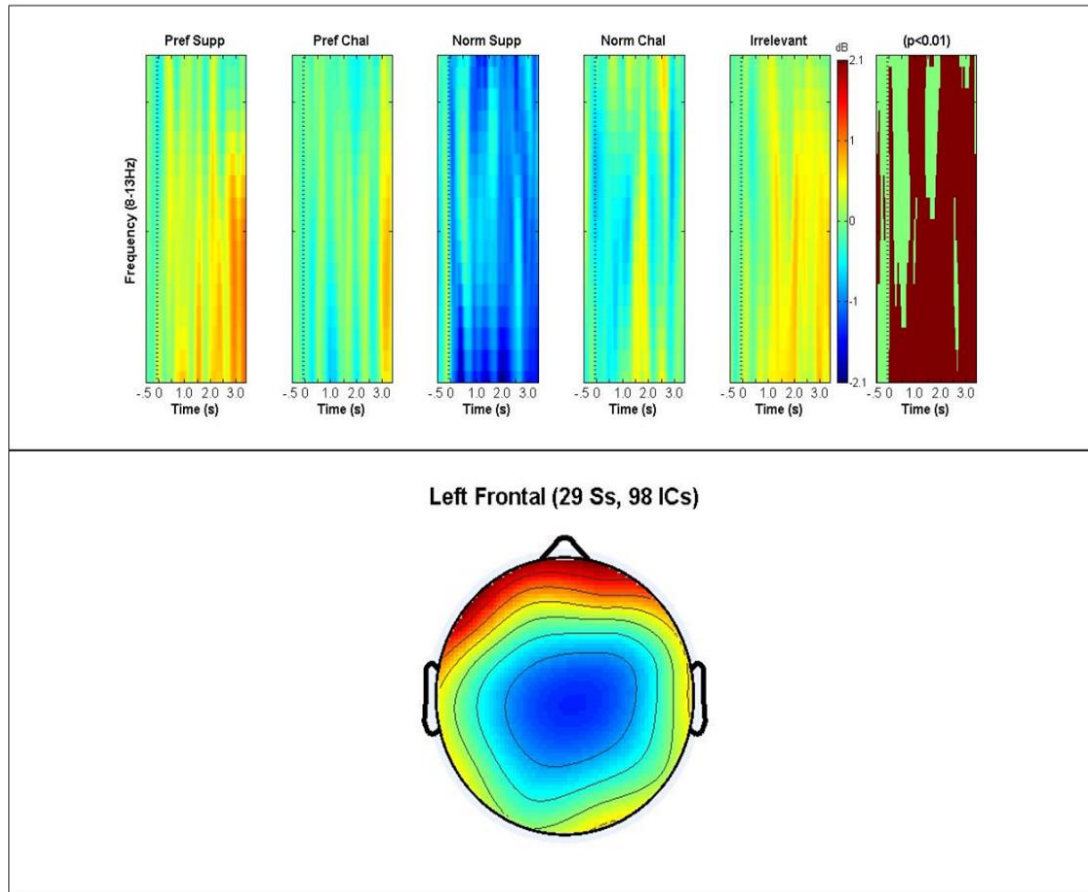 Pref Supp Pref Chal Norm Supp Norm Chal Irrelevant (p<0.01)
dB
2.1
1
0
-1
-2.1
Frequency (8-13Hz)
-.5 0 1.0 2.0 3.0 -.5 0 1.0 2.0 3.0 -.5 0 1.0 2.0 3.0 -.5 0 1.0 2.0 3.0 -.5 0 1.0 2.0 3.0 -.5 0 1.0 2.0 3.0
Time (s) Time (s) Time (s) Time (s) Time (s) Time (s)
Left Frontal (29 Ss, 98 ICs)